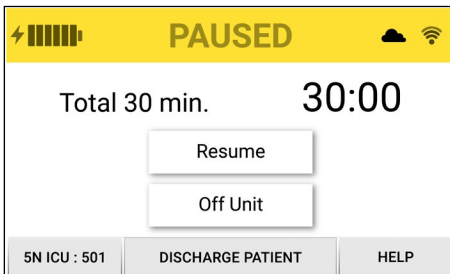 PAUSED
Total 30 min. 30:00
Resume
Off Unit
5N ICU : 501 DISCHARGE PATIENT HELP